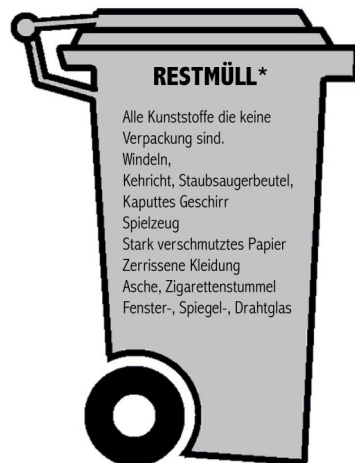 RESTMÜLL*
Alle Kunststoffe die keine
Verpackung sind.
Windeln,
Kehricht, Staubsaugerbeutel,
Kaputtes Geschirr
Spielzeug
Stark verschmutztes Papier
Zerrissene Kleidung
Asche, Zigarettenstummel
Fenster-, Spiegel-, Drahtglas